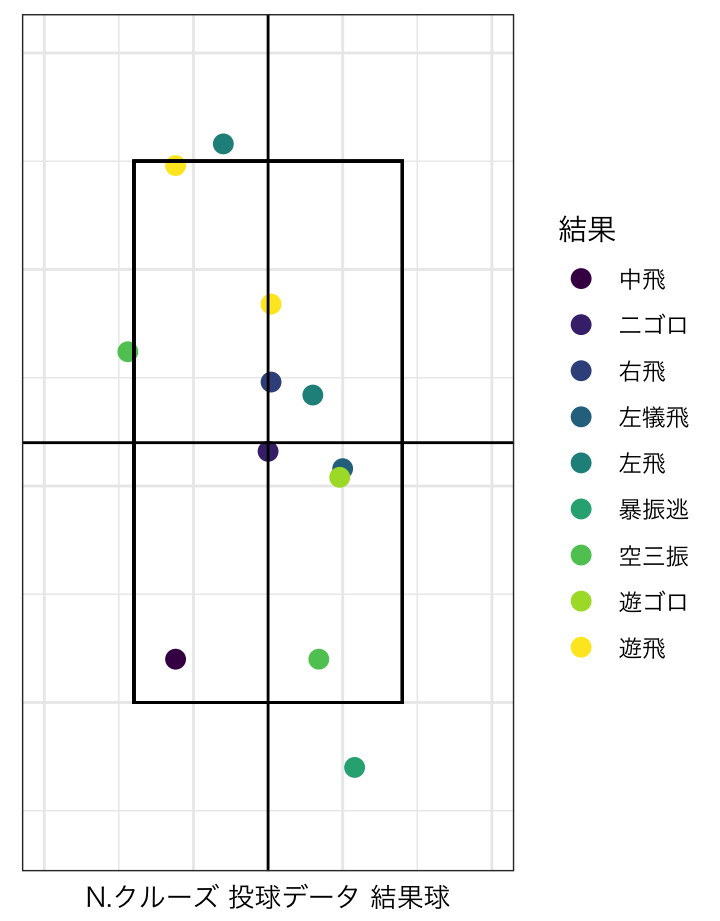 結果
中飛
二ゴロ
右飛
左犠飛
左飛
暴振逃
空三振
遊ゴロ
遊飛
N.クルーズ 投球データ 結果球